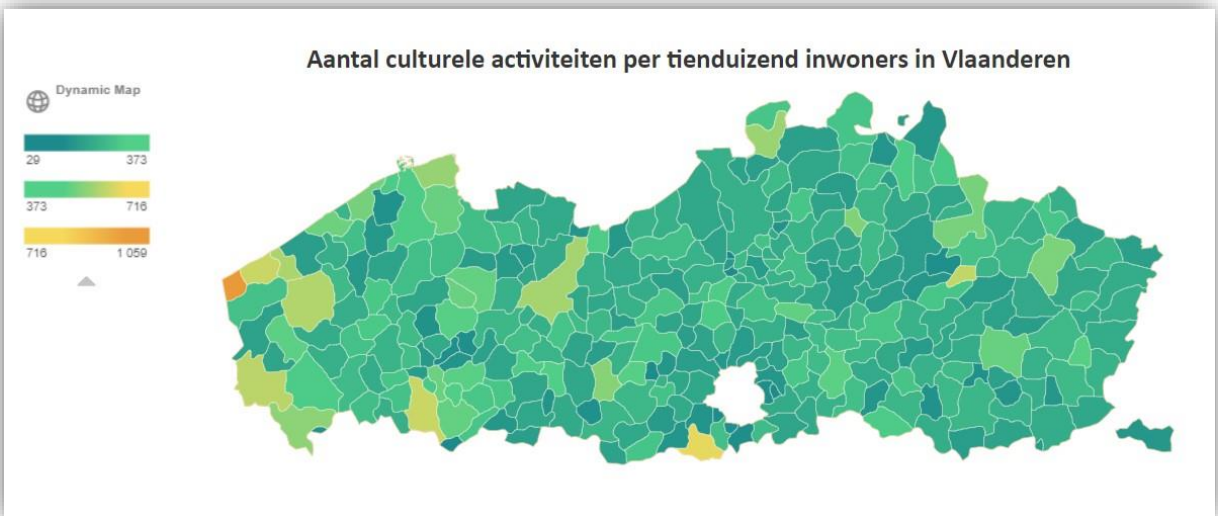 Aantal culturele activiteiten per tienduizend inwoners in Vlaanderen
Dynamic Map
29 373
373 716
716 1 059